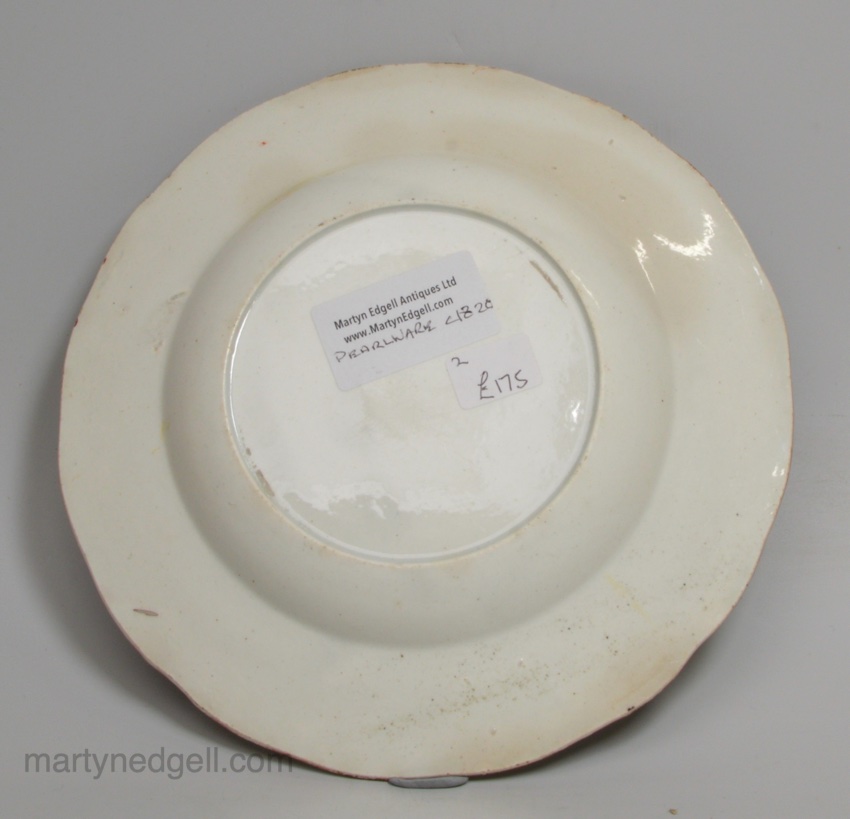 Martyn Edgell Antiques Ltd
www.MartynEdgell.com
PEARLWARE c1820
2
£175
martynedgell.com